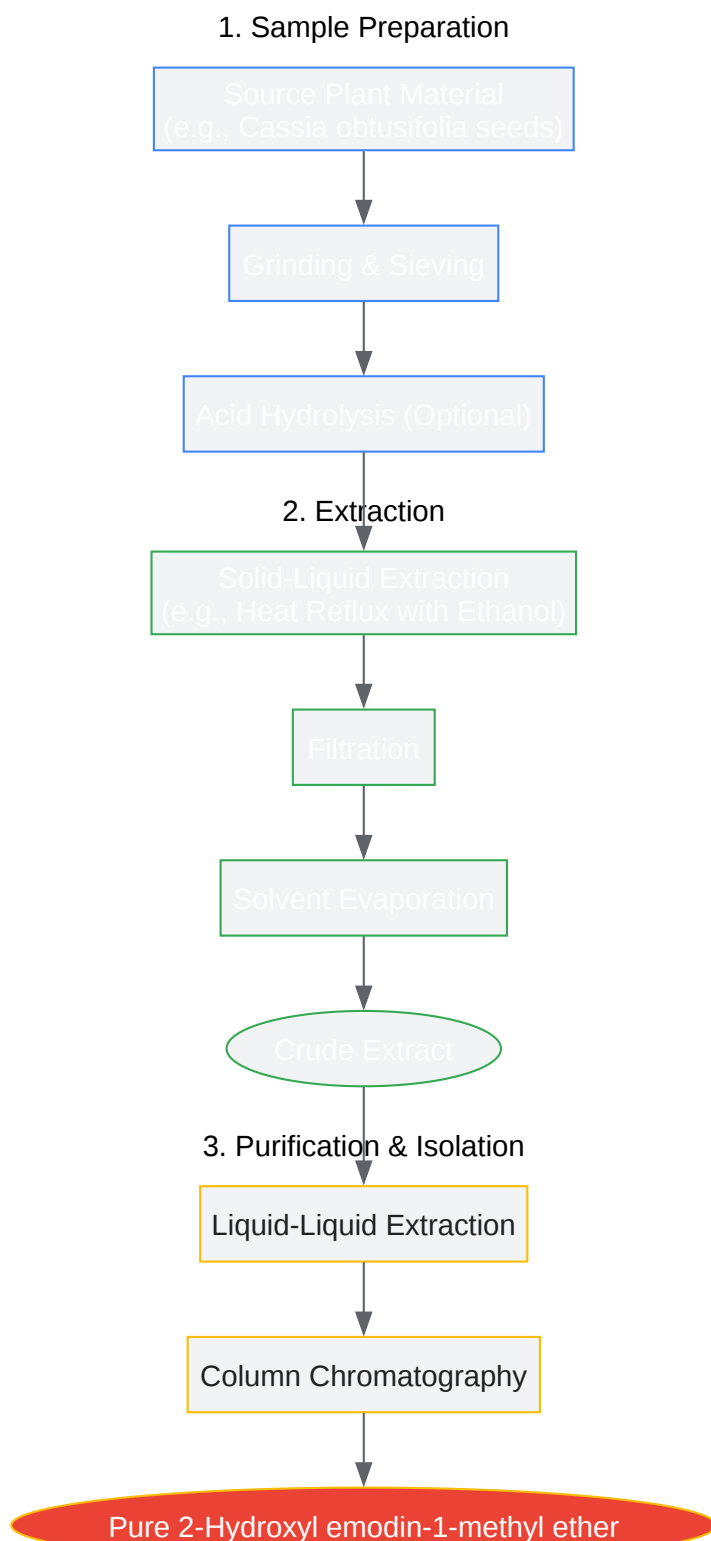 1. Sample Preparation
Source Plant Material
(e.g., Cassia obtusifolia seeds)
Grinding & Sieving
Acid Hydrolysis (Optional)
2. Extraction
Solid-Liquid Extraction
(e.g., Heat Reflux with Ethanol)
Filtration
Solvent Evaporation
Crude Extract
3. Purification & Isolation
Liquid-Liquid Extraction
Column Chromatography
Pure 2-Hydroxyl emodin-1-methyl ether